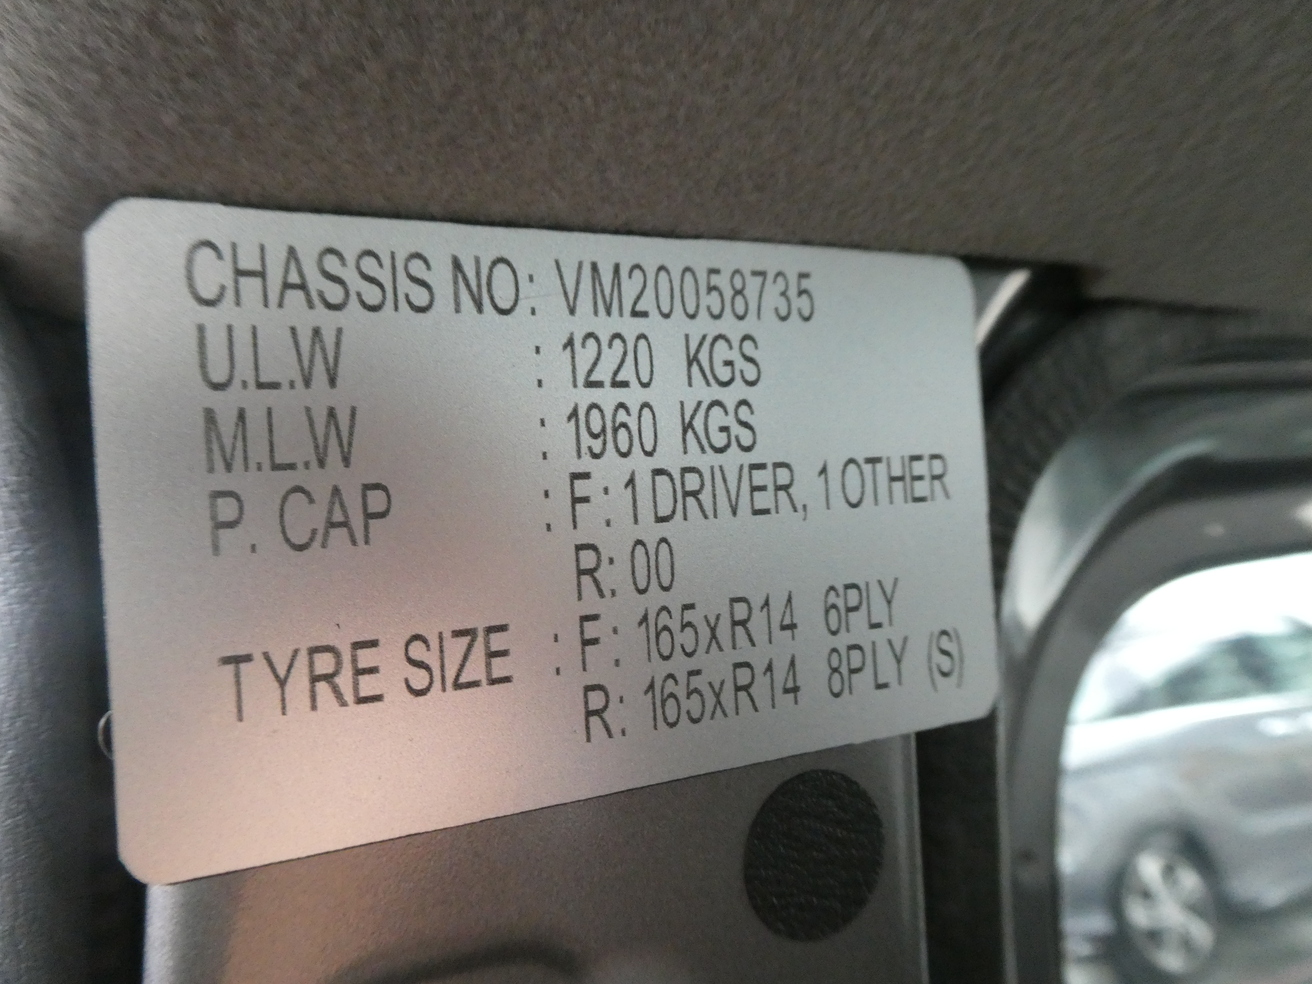 CHASSIS NO: VM20058735
U.L.W : 1220 KGS
M.L.W : 1960 KGS
P. CAP : F: 1 DRIVER, 1 OTHER
R: 00
TYRE SIZE : F: 165xR14 6PLY
R: 165xR14 8PLY (S)